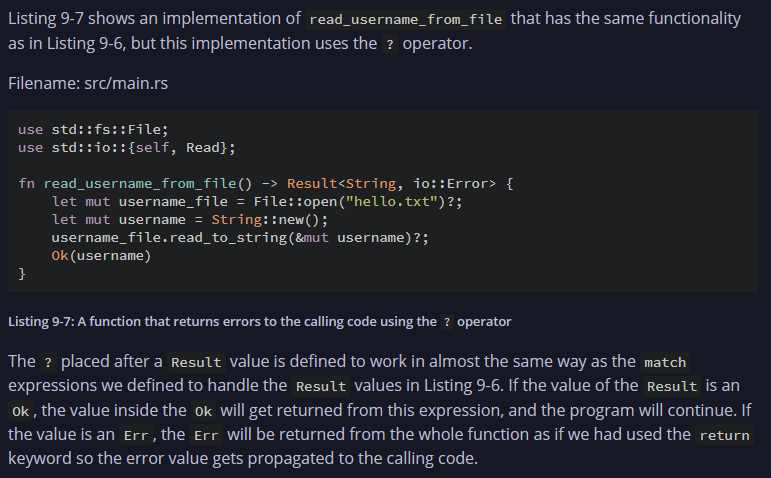 Listing 9-7 shows an implementation of read_username_from_file that has the same functionality
as in Listing 9-6, but this implementation uses the ? operator.
Filename: src/main.rs
use std::fs::File;
use std::io::{self, Read};
fn read_username_from_file() -> Result<String, io::Error> {
    let mut username_file = File::open("hello.txt")?;
    let mut username = String::new();
    username_file.read_to_string(&mut username)?;
    Ok(username)
}
Listing 9-7: A function that returns errors to the calling code using the ? operator
The ? placed after a Result value is defined to work in almost the same way as the match
expressions we defined to handle the Result values in Listing 9-6. If the value of the Result is an
Ok, the value inside the Ok will get returned from this expression, and the program will continue. If
the value is an Err, the Err will be returned from the whole function as if we had used the return
keyword so the error value gets propagated to the calling code.